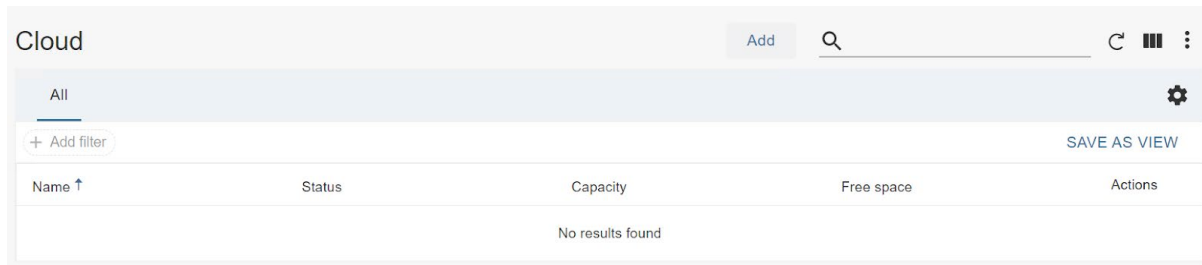 Cloud
Add
All
+ Add filter
SAVE AS VIEW
Name ↑ Status Capacity Free space Actions
No results found